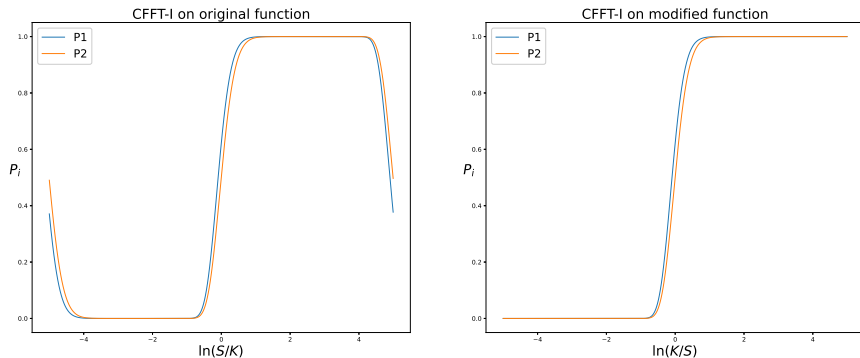 CFFT-I on original function
P1
P2
1.0
0.8
0.6
0.4
0.2
0.0
P_i
−4
−2
0
2
4
ln(S/K)
CFFT-I on modified function
P1
P2
1.0
0.8
0.6
0.4
0.2
0.0
P_i
−4
−2
0
2
4
ln(K/S)